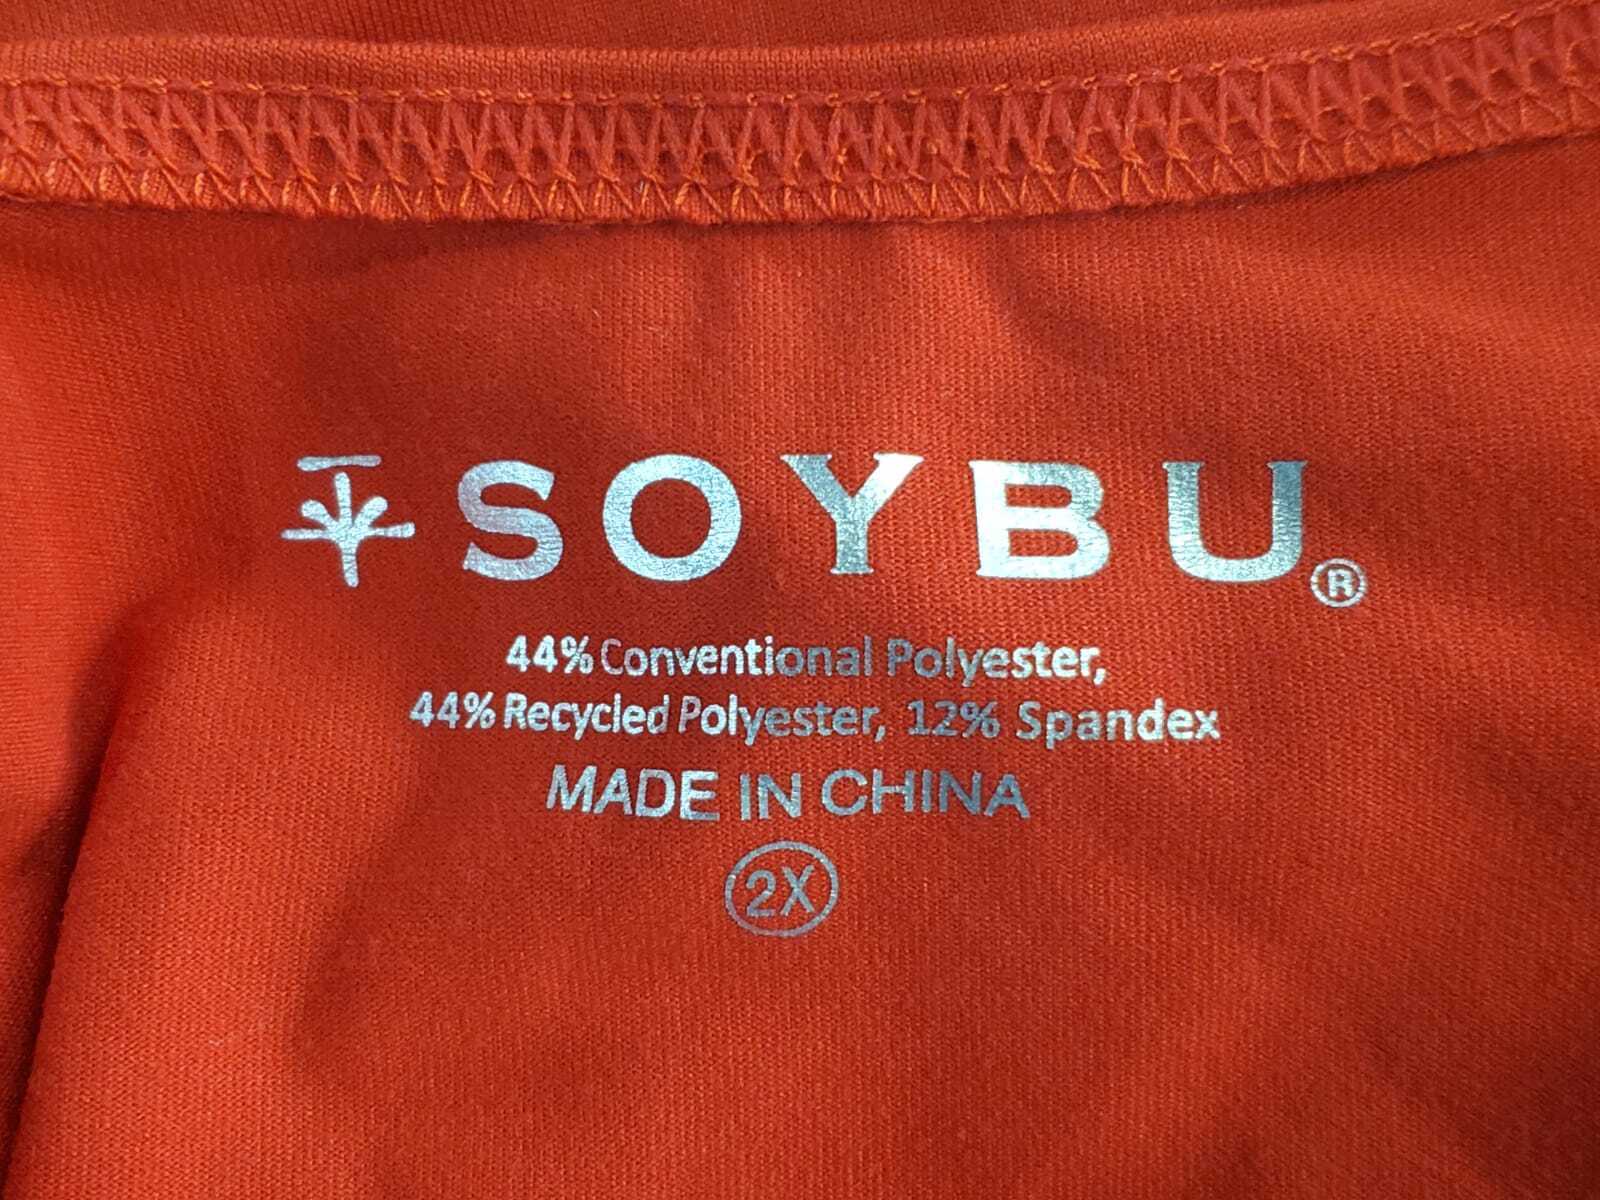 SOYBU®
44% Conventional Polyester,
44% Recycled Polyester, 12% Spandex
MADE IN CHINA
2X